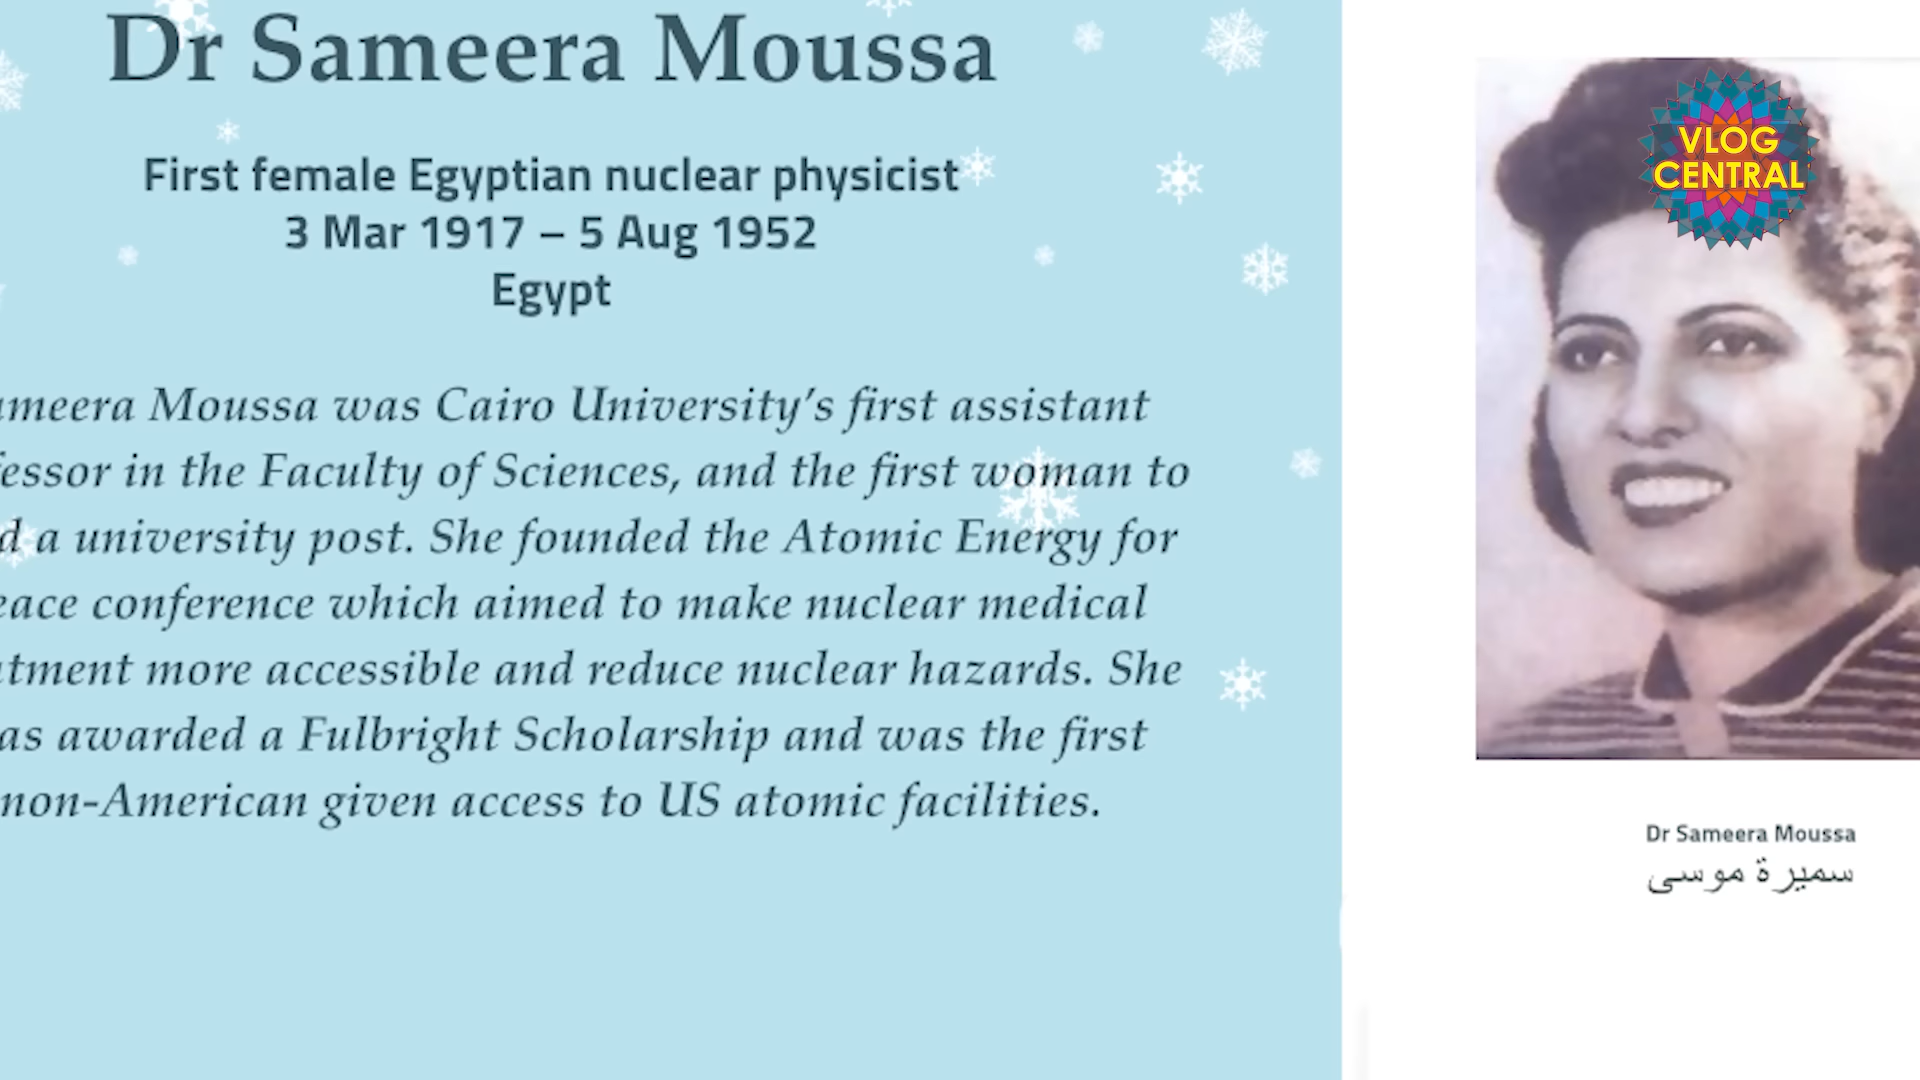 Dr Sameera Moussa
First female Egyptian nuclear physicist
3 Mar 1917 – 5 Aug 1952
Egypt
ameera Moussa was Cairo University’s first assistant
fessor in the Faculty of Sciences, and the first woman to
d a university post. She founded the Atomic Energy for
eace conference which aimed to make nuclear medical
atment more accessible and reduce nuclear hazards. She
as awarded a Fulbright Scholarship and was the first
non-American given access to US atomic facilities.
VLOG
CENTRAL
Dr Sameera Moussa
سميرة موسى